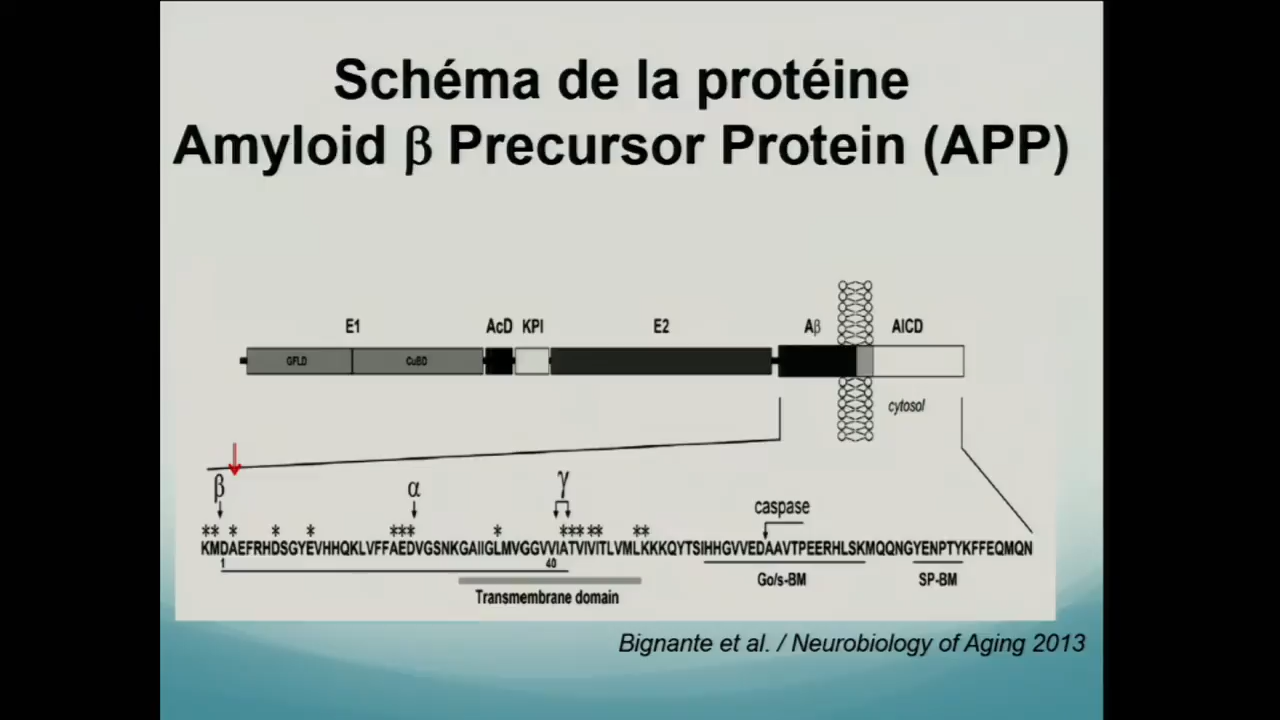 Schéma de la protéine
Amyloid β Precursor Protein (APP)
E1 AcD KPI E2 Aβ AICD
GFLD CuBD
cytosol
β α γ
caspase
** * * * *** * ***** **
KMDAEFRHDSGYEVHHQKLVFFAEDVGSNKGAIIGLMVGGVVIATVIVITLVMLKKKQYTSIHHGVVEDAAVTPEERHLSKMQQNGYENPTYKFFEQMQN
1 40
Go/s-BM SP-BM
Transmembrane domain
Bignante et al. / Neurobiology of Aging 2013